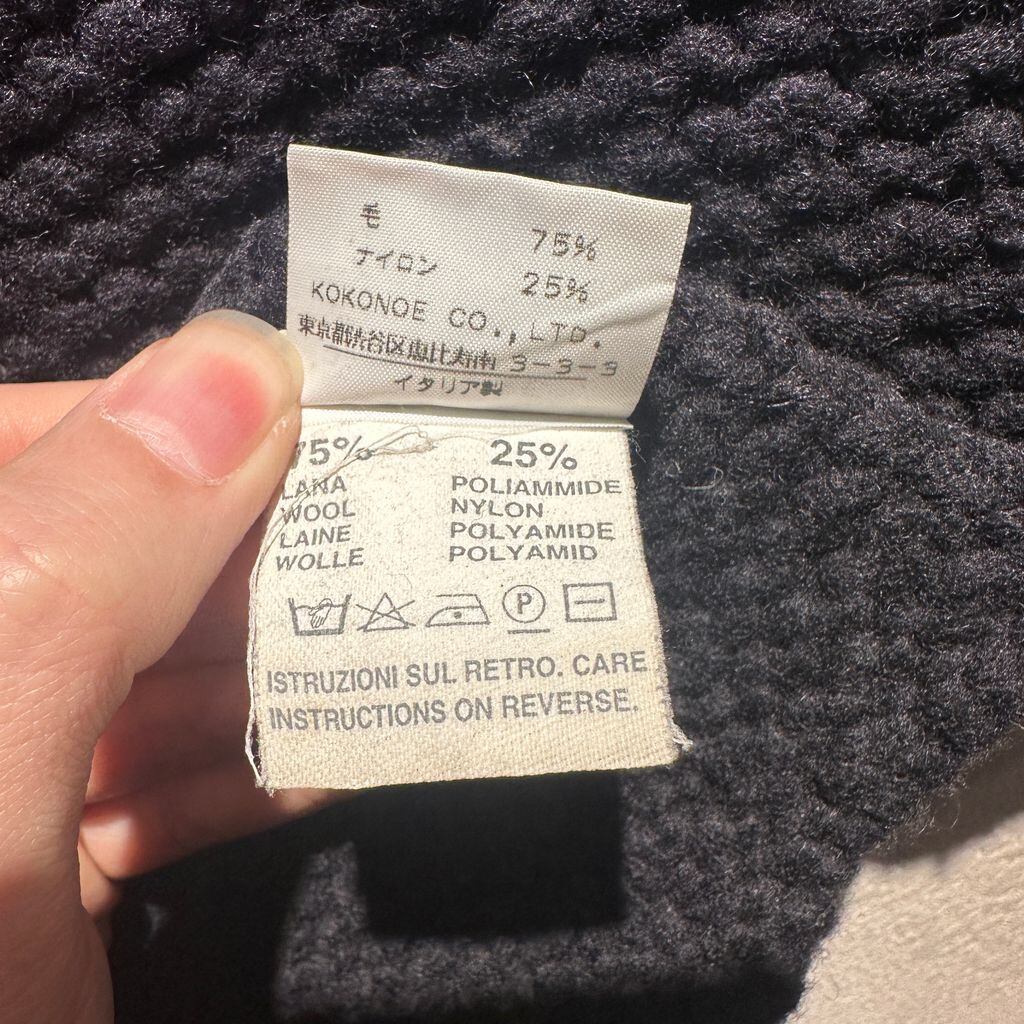 毛 75%
ナイロン 25%
KOKONOE CO.,LTD.
東京都渋谷区恵比寿南 3-3-3
イタリア製
75% 25%
LANA POLIAMMIDE
WOOL NYLON
LAINE POLYAMIDE
WOLLE POLYAMID
P
ISTRUZIONI SUL RETRO. CARE
INSTRUCTIONS ON REVERSE.